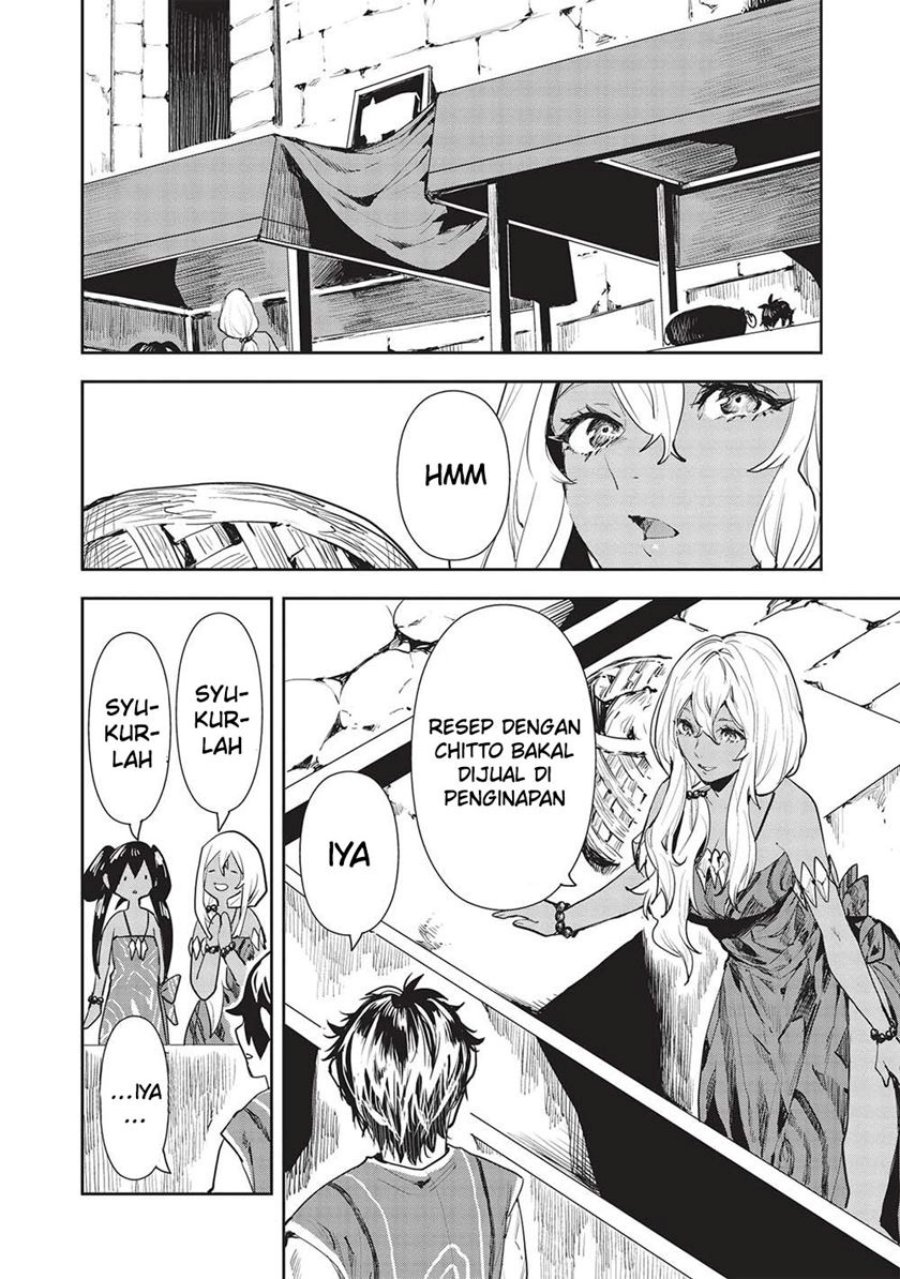 HMM
RESEP DENGAN
CHITTO BAKAL
DIJUAL DI
PENGINAPAN
IYA
SYU-
KUR-
LAH
SYU-
KUR-
LAH
...IYA
...